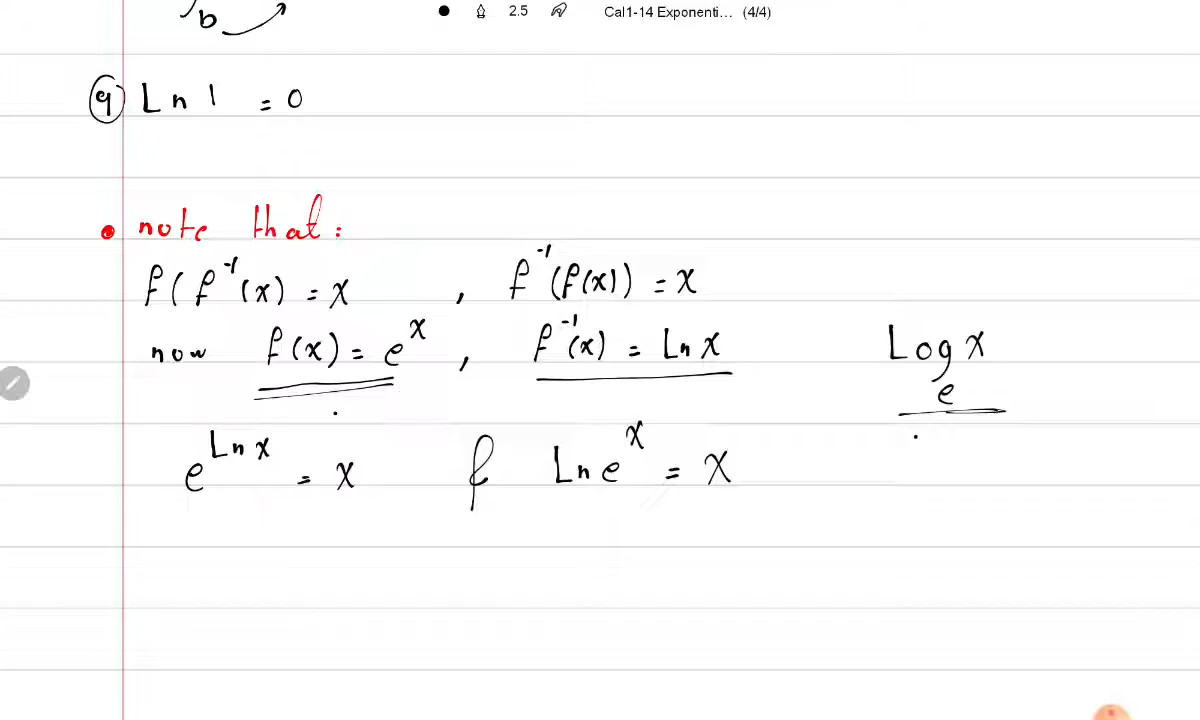 b 2.5 Cal1-14 Exponenti... (4/4)
9 Ln 1 = 0
• note that:
f(f⁻¹(x) = x , f⁻¹(f(x)) = x
now f(x) = eˣ , f⁻¹(x) = Ln x Logₑ x
e^(Ln x) = x f Ln eˣ = x